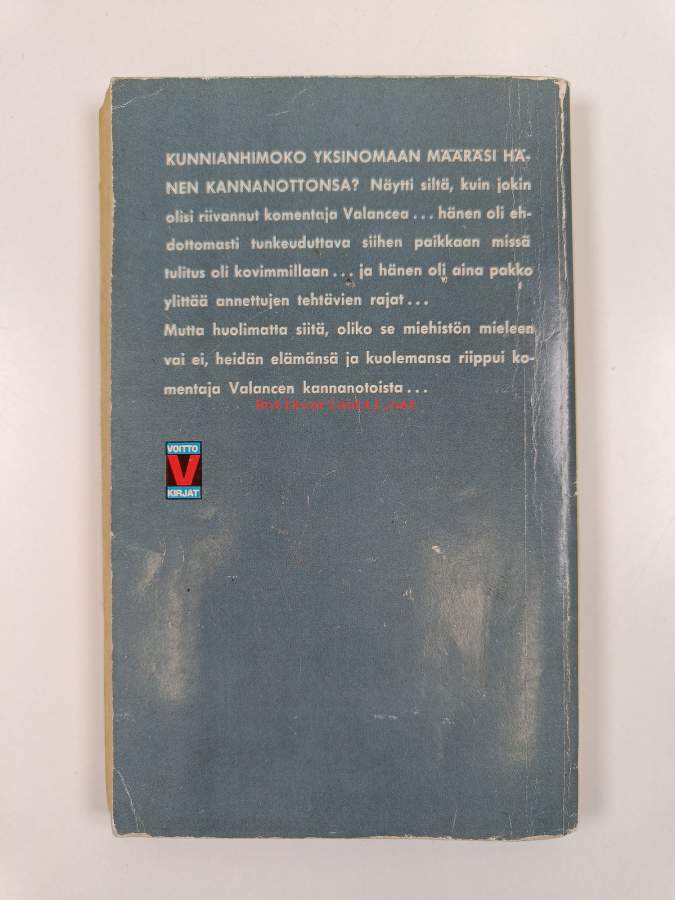 KUNNIANHIMOKO YKSINOMAAN MÄÄRÄSI HÄ-
NEN KANNANOTTONSA? Näytti siltä, kuin jokin
olisi riivannut komentaja Valancea... hänen oli eh-
dottomasti tunkeuduttava siihen paikkaan missä
tulitus oli kovimmillaan... ja hänen oli aina pakko
ylittää annettujen tehtävien rajat...
Mutta huolimatta siitä, oliko se miehistön mieleen
vai ei, heidän elämänsä ja kuolemansa riippui ko-
mentaja Valancen kannanotoista...
Antikvariaatti.net
VOITTO
V
KIRJAT